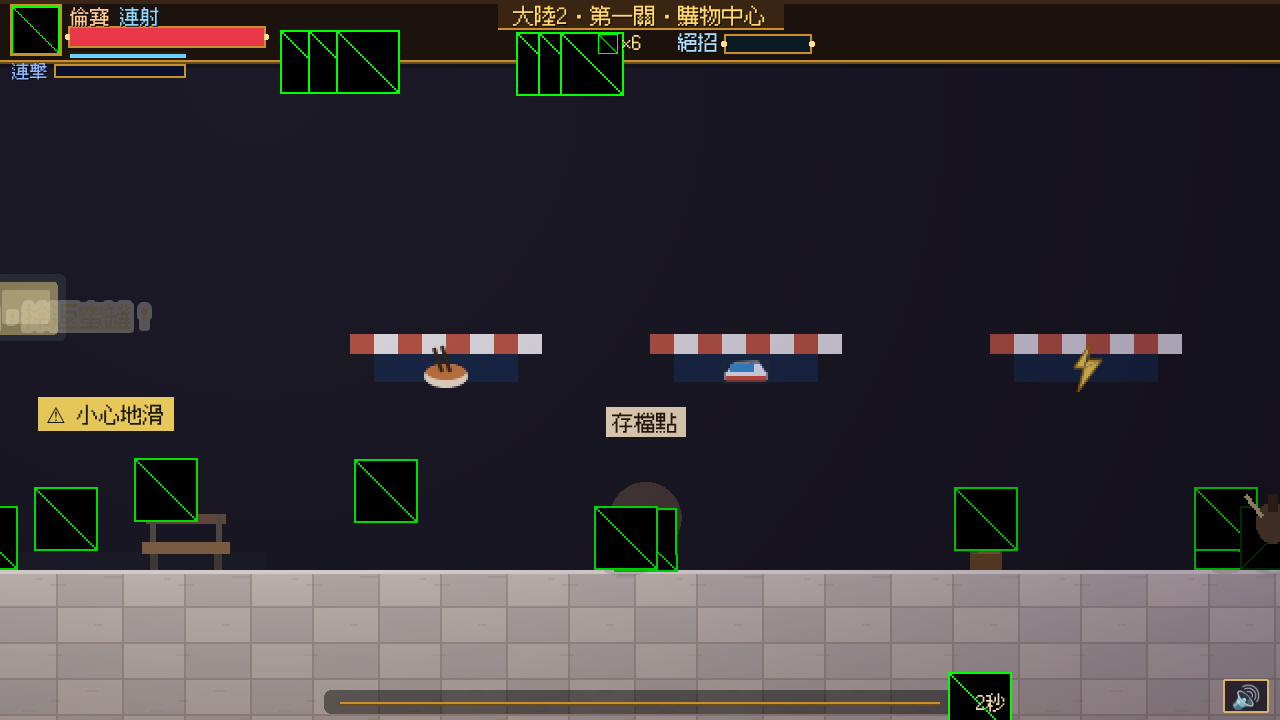 倫寶 連射
大陸2·第一關·購物中心
×6 絕招
連擊
⚠ 小心地滑
存檔點
2秒